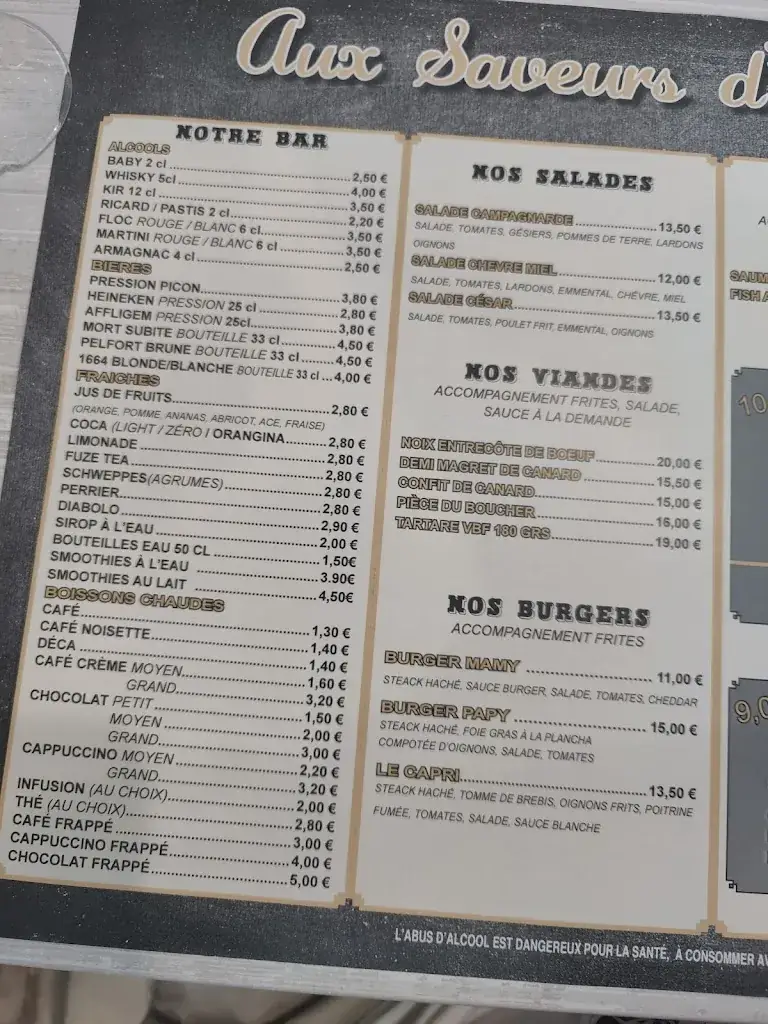 Aux Saveurs d'
NOTRE BAR
ALCOOLS
BABY 2 cl ... 2,50 €
WHISKY 5cl ... 4,00 €
KIR 12 cl ... 3,50 €
RICARD / PASTIS 2 cl ... 2,20 €
FLOC ROUGE / BLANC 6 cl ... 3,50 €
MARTINI ROUGE / BLANC 6 cl ... 3,50 €
ARMAGNAC 4 cl ... 2,50 €
BIERES
PRESSION PICON ... 3,80 €
HEINEKEN PRESSION 25 cl ... 2,80 €
AFFLIGEM PRESSION 25cl ... 3,80 €
MORT SUBITE BOUTEILLE 33 cl ... 4,50 €
PELFORT BRUNE BOUTEILLE 33 cl ... 4,50 €
1664 BLONDE/BLANCHE BOUTEILLE 33 cl ... 4,00 €
FRAICHES
JUS DE FRUITS ... 2,80 €
(ORANGE, POMME, ANANAS, ABRICOT, ACE, FRAISE)
COCA (LIGHT / ZÉRO / ORANGINA ... 2,80 €
LIMONADE ... 2,80 €
FUZE TEA ... 2,80 €
SCHWEPPES(AGRUMES) ... 2,80 €
PERRIER ... 2,80 €
DIABOLO ... 2,90 €
SIROP À L'EAU ... 2,00 €
BOUTEILLES EAU 50 CL ... 1,50€
SMOOTHIES À L'EAU ... 3.90€
SMOOTHIES AU LAIT ... 4,50€
BOISSONS CHAUDES
CAFÉ ... 1,30 €
CAFÉ NOISETTE ... 1,40 €
DÉCA ... 1,40 €
CAFÉ CRÈME MOYEN ... 1,60 €
GRAND ... 3,20 €
CHOCOLAT PETIT ... 1,50 €
MOYEN ... 2,00 €
GRAND ... 3,00 €
CAPPUCCINO MOYEN ... 2,20 €
GRAND ... 3,20 €
INFUSION (AU CHOIX) ... 2,00 €
THÉ (AU CHOIX) ... 2,80 €
CAFÉ FRAPPÉ ... 3,00 €
CAPPUCCINO FRAPPÉ ... 4,00 €
CHOCOLAT FRAPPÉ ... 5,00 €
NOS SALADES
SALADE CAMPAGNARDE ... 13,50 €
SALADE, TOMATES, GÉSIERS, POMMES DE TERRE, LARDONS
OIGNONS
SALADE CHEVRE MIEL ... 12,00 €
SALADE, TOMATES, LARDONS, EMMENTAL, CHÈVRE, MIEL
SALADE CÉSAR ... 13,50 €
SALADE, TOMATES, POULET FRIT, EMMENTAL, OIGNONS
NOS VIANDES
ACCOMPAGNEMENT FRITES, SALADE,
SAUCE À LA DEMANDE
NOIX ENTRECÔTE DE BOEUF ... 20,00 €
DEMI MAGRET DE CANARD ... 15,50 €
CONFIT DE CANARD ... 15,00 €
PIÈCE DU BOUCHER ... 16,00 €
TARTARE VBF 180 GRS ... 19,00 €
NOS BURGERS
ACCOMPAGNEMENT FRITES
BURGER MAMY ... 11,00 €
STEACK HACHÉ, SAUCE BURGER, SALADE, TOMATES, CHEDDAR
BURGER PAPY ... 15,00 €
STEACK HACHÉ, FOIE GRAS À LA PLANCHA
COMPOTÉE D'OIGNONS, SALADE, TOMATES
LE CAPRI ... 13,50 €
STEACK HACHÉ, TOMME DE BREBIS, OIGNONS FRITS, POITRINE
FUMÉE, TOMATES, SALADE, SAUCE BLANCHE
SAUM
FISH A
10
9,0
L'ABUS D'ALCOOL EST DANGEREUX POUR LA SANTÉ, À CONSOMMER AV